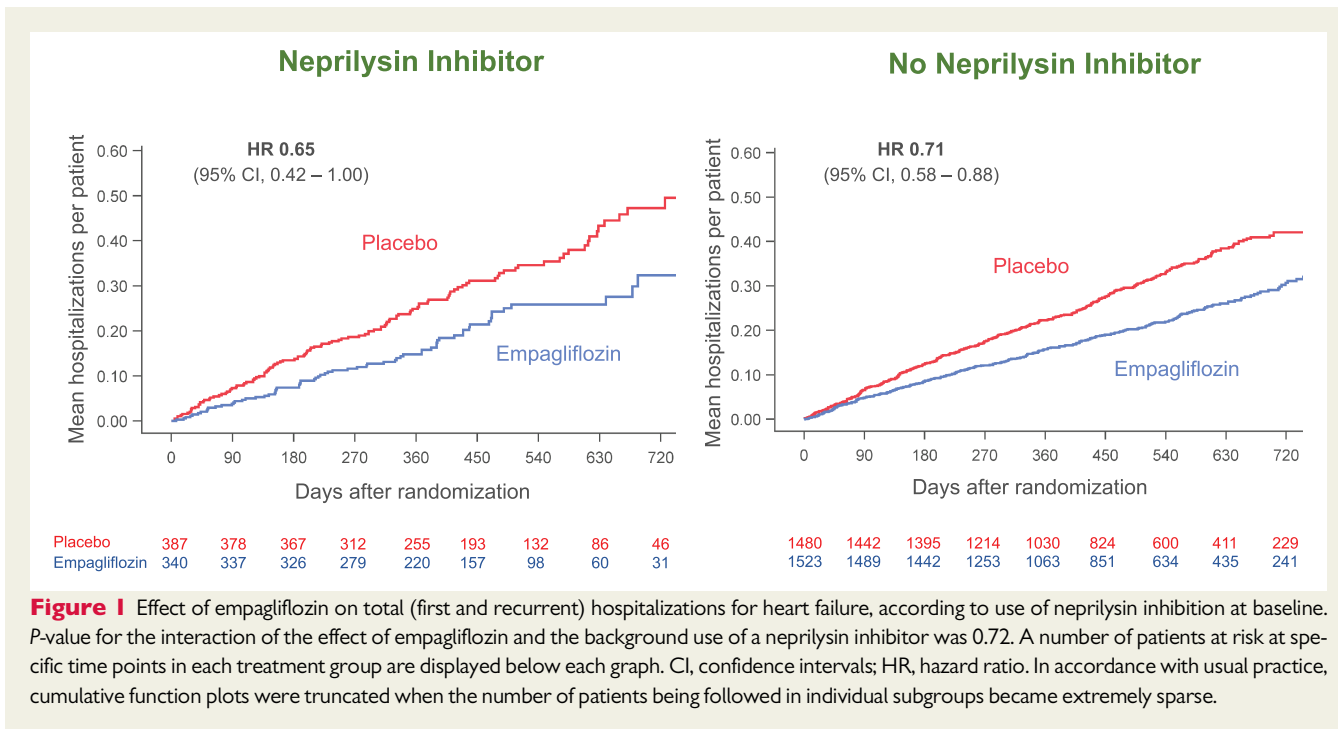 Neprilysin Inhibitor
No Neprilysin Inhibitor
Mean hospitalizations per patient
0.60
0.50
0.40
0.30
0.20
0.10
0.00
HR 0.65
(95% CI, 0.42 – 1.00)
Placebo
Empagliflozin
0 90 180 270 360 450 540 630 720
Days after randomization
Mean hospitalizations per patient
0.60
0.50
0.40
0.30
0.20
0.10
0.00
HR 0.71
(95% CI, 0.58 – 0.88)
Placebo
Empagliflozin
0 90 180 270 1060 450 540 630 720
Days after randomization
Placebo 387 378 367 312 255 193 132 86 46
Empagliflozin 340 337 326 279 220 157 98 60 31
1480 1442 1395 1214 1030 824 600 411 229
1523 1489 1442 1253 1063 851 634 435 241
Figure 1 Effect of empagliflozin on total (first and recurrent) hospitalizations for heart failure, according to use of neprilysin inhibition at baseline.
P-value for the interaction of the effect of empagliflozin and the background use of a neprilysin inhibitor was 0.72. A number of patients at risk at spe-
cific time points in each treatment group are displayed below each graph. CI, confidence intervals; HR, hazard ratio. In accordance with usual practice,
cumulative function plots were truncated when the number of patients being followed in individual subgroups became extremely sparse.